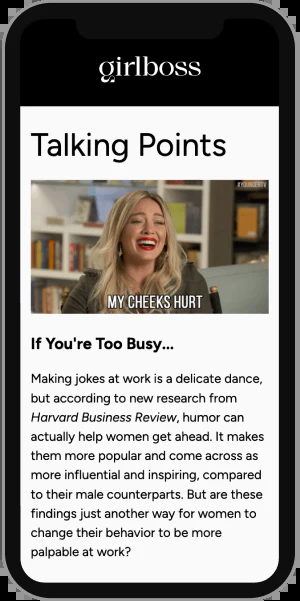 girlboss
Talking Points
#YOUNGERTV
MY CHEEKS HURT
If You're Too Busy...
Making jokes at work is a delicate dance,
but according to new research from
Harvard Business Review, humor can
actually help women get ahead. It makes
them more popular and come across as
more influential and inspiring, compared
to their male counterparts. But are these
findings just another way for women to
change their behavior to be more
palpable at work?